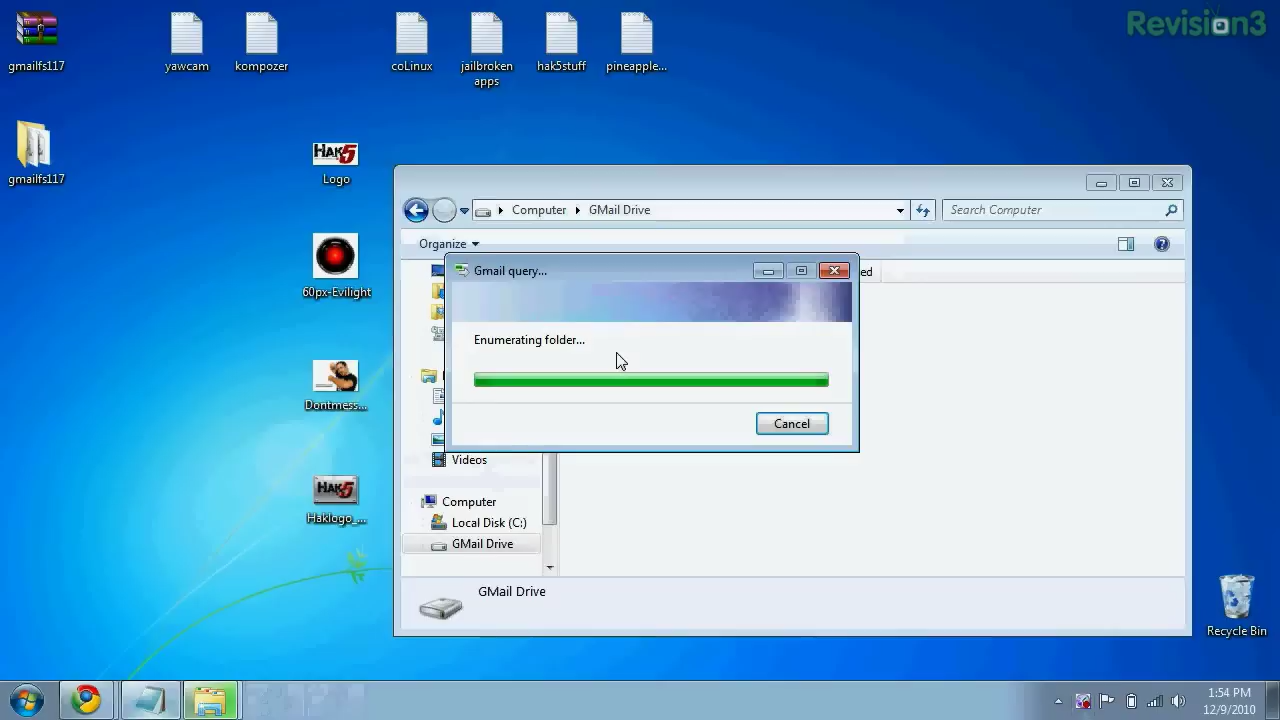 Revision3
gmailfs117
yawcam
kompozer
coLinux
jailbroken
apps
hak5stuff
pineapple...
gmailfs117
HAK5
Logo
60px-Evilight
Dontmess...
HAK5
Haklogo_...
Computer
GMail Drive
Search Computer
Organize
ed
Gmail query...
Enumerating folder...
Cancel
Videos
Computer
Local Disk (C:)
GMail Drive
GMail Drive
Recycle Bin
1:54 PM
12/9/2010